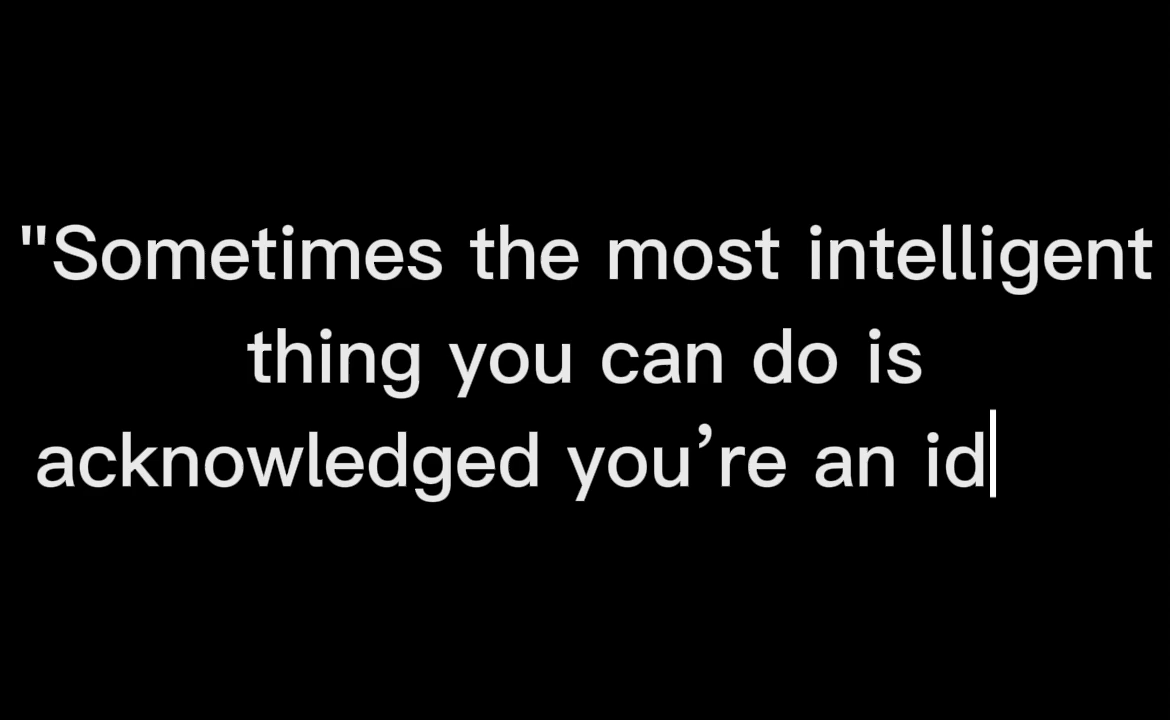 "Sometimes the most intelligent
thing you can do is
acknowledged you’re an id